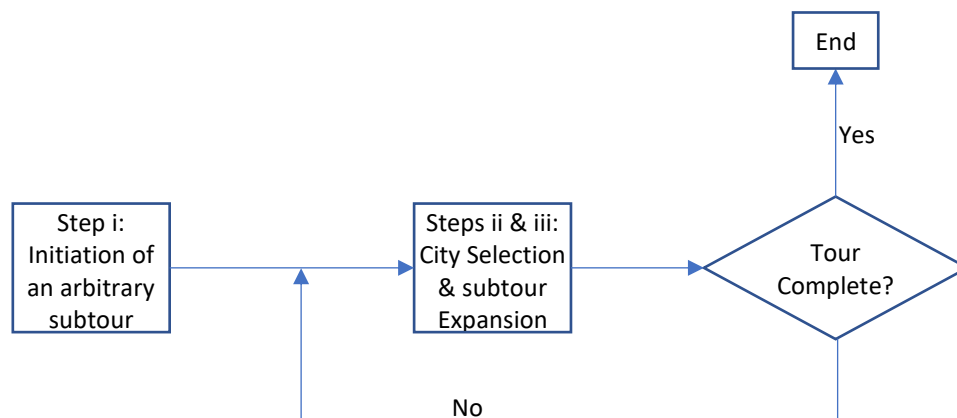 End
Yes
Step i:
Initiation of
an arbitrary
subtour
Steps ii & iii:
City Selection
& subtour
Expansion
Tour
Complete?
No